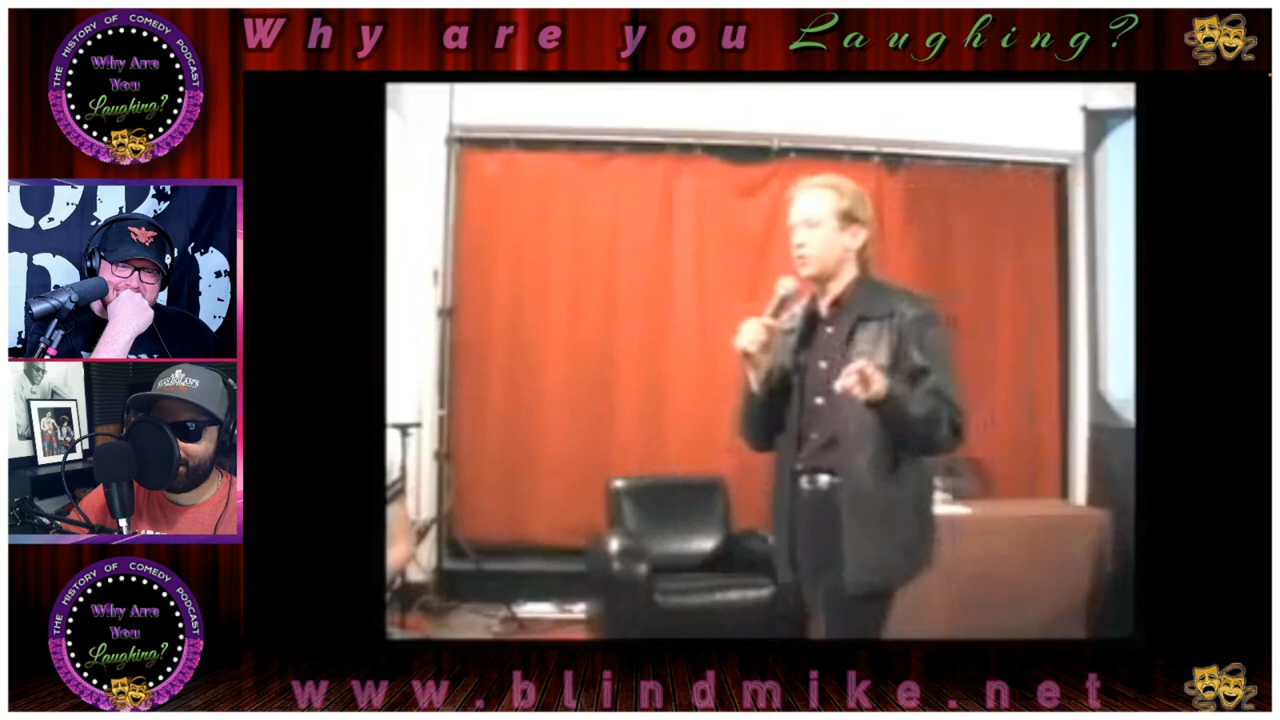 Why are you Laughing?
THE HISTORY OF COMEDY PODCAST
Why Are
You
Laughing?
THE HISTORY OF COMEDY PODCAST
Why Are
You
Laughing?
www.blindmike.net